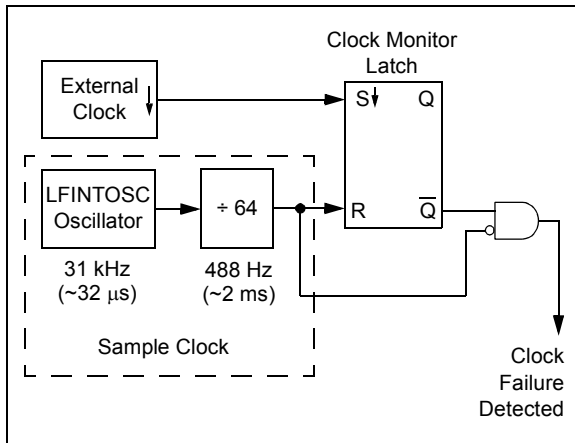 Clock Monitor
Latch
External
Clock
S
Q
LFINTOSC
Oscillator
÷ 64
R
Q̅
31 kHz
(~32 μs)
488 Hz
(~2 ms)
Sample Clock
Clock
Failure
Detected